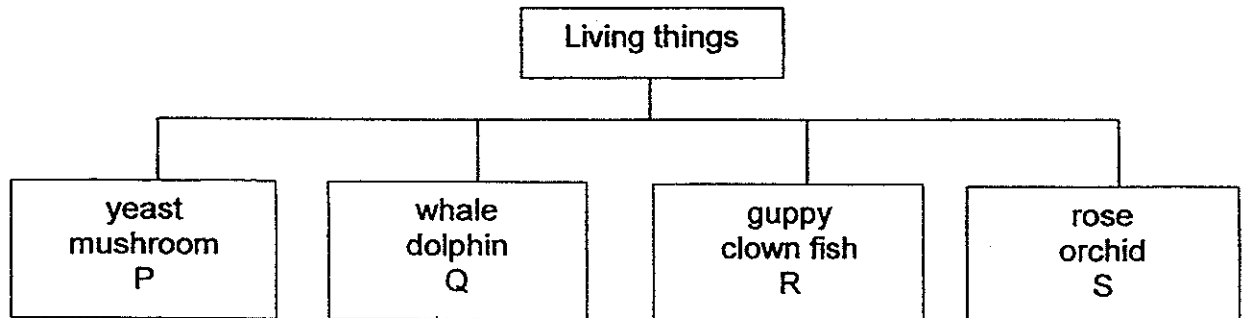 Living things
yeast
mushroom
P
whale
dolphin
Q
guppy
clown fish
R
rose
orchid
S